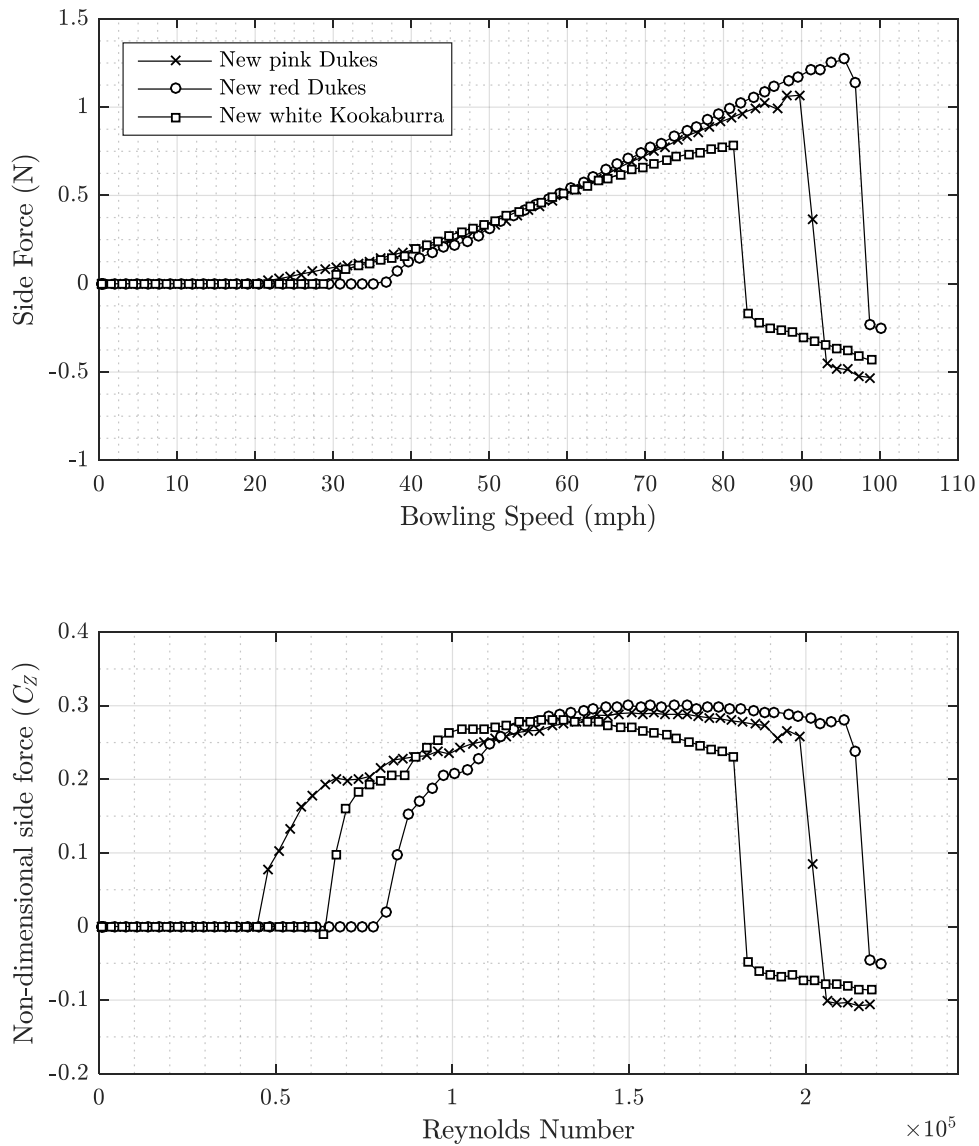 1.5
1
0.5
0
-0.5
-1
Side Force (N)
New pink Dukes
New red Dukes
New white Kookaburra
0 10 20 30 40 50 60 70 80 90 100 110
Bowling Speed (mph)
0.4
0.3
0.2
0.1
0
-0.1
-0.2
Non-dimensional side force (C_Z)
0 0.5 1 1.5 2
Reynolds Number
×10⁵